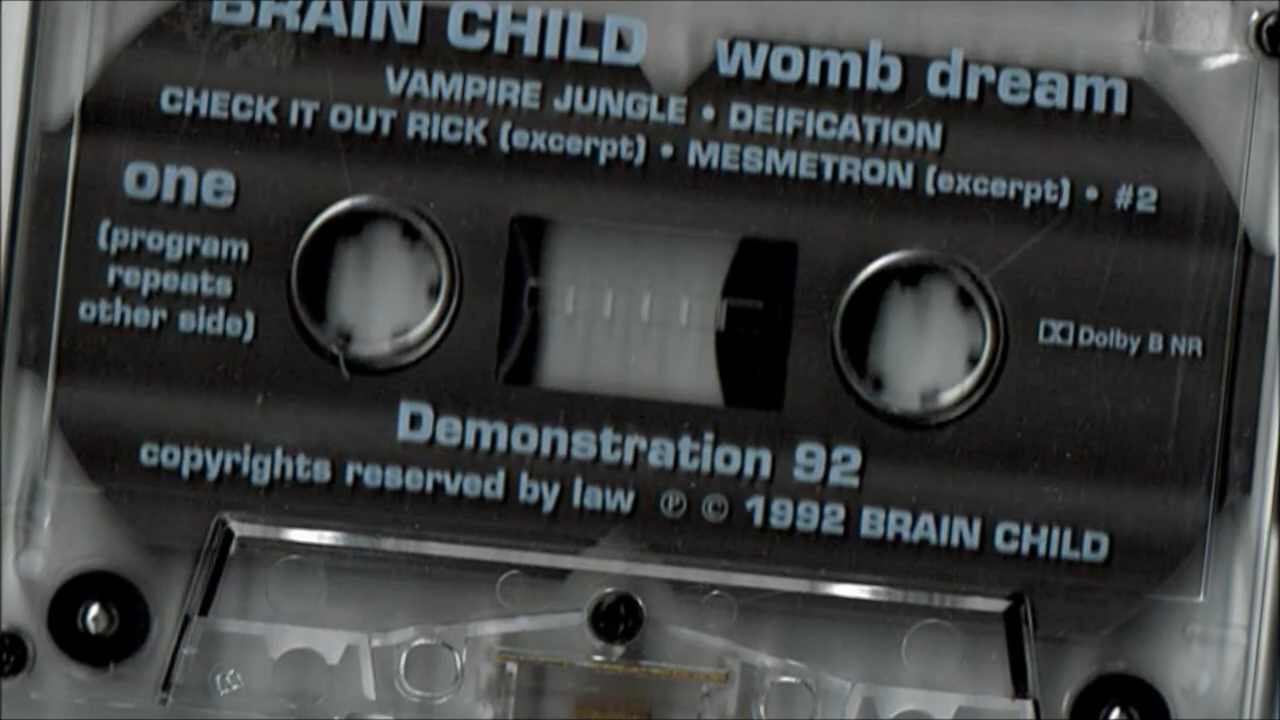 BRAIN CHILD womb dream
VAMPIRE JUNGLE • DEIFICATION
CHECK IT OUT RICK (excerpt) • MESMETRON (excerpt) • #2
one
(program
repeats
other side)
Dolby B NR
Demonstration 92
copyrights reserved by law ℗ © 1992 BRAIN CHILD